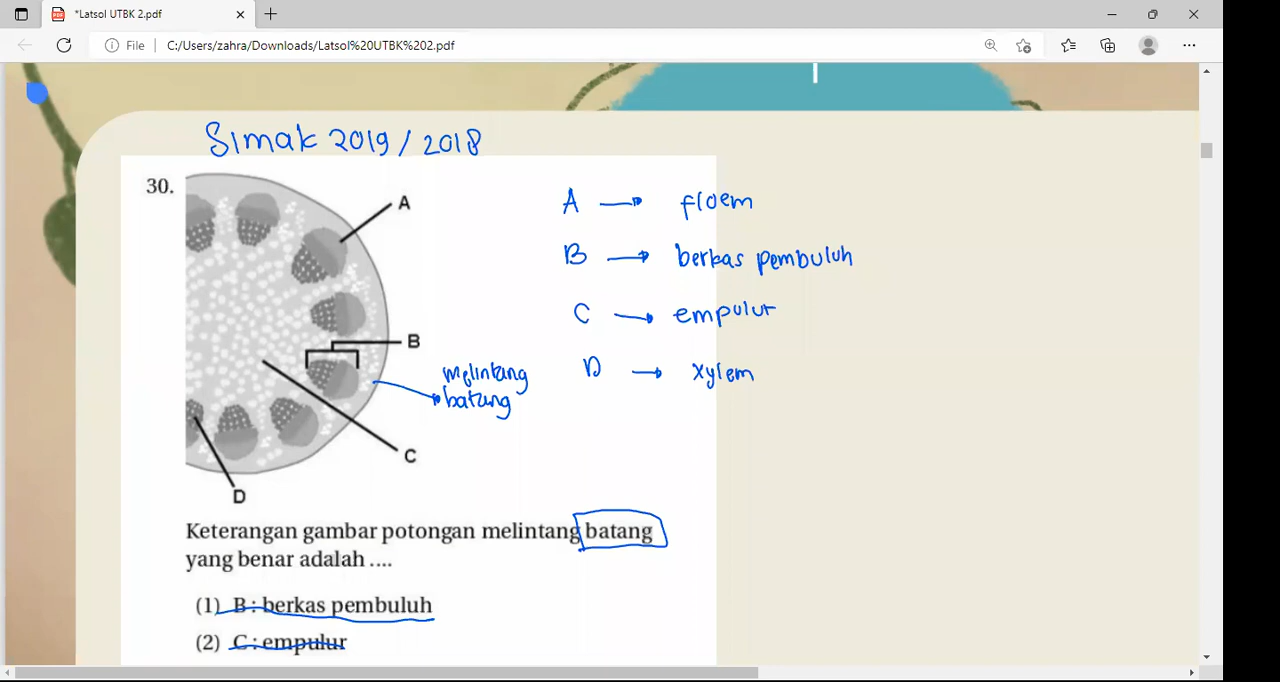 *Latsol UTBK 2.pdf
File
C:/Users/zahra/Downloads/Latsol%20UTBK%202.pdf
Simak 2019 / 2018
30.
A
B
C
D
melintang
batang
A → floem
B → berkas pembuluh
C → empulur
D → xylem
Keterangan gambar potongan melintang batang
yang benar adalah ....
(1) B : berkas pembuluh
(2) C : empulur